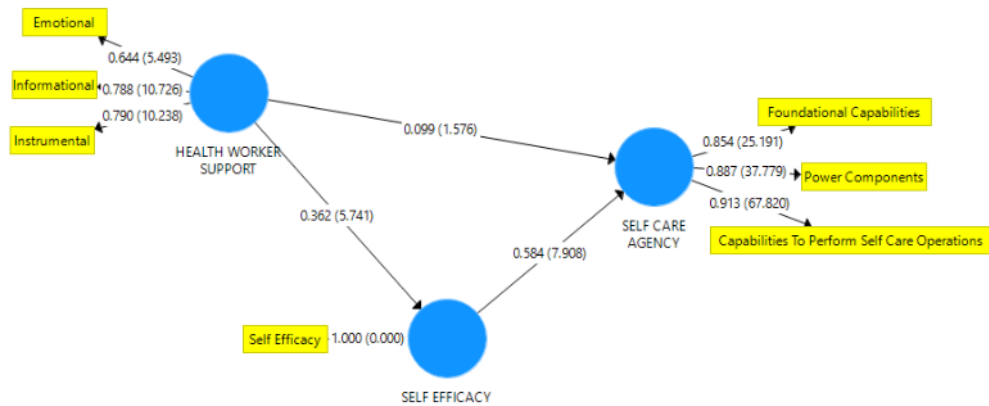 Emotional
0.644 (5.493)
Informational
0.788 (10.726)
Instrumental
0.790 (10.238)
HEALTH WORKER
SUPPORT
0.099 (1.576)
Foundational Capabilities
0.854 (25.191)
0.887 (37.779)
Power Components
0.913 (67.820)
SELF CARE
AGENCY
Capabilities To Perform Self Care Operations
0.362 (5.741)
0.584 (7.908)
Self Efficacy
1.000 (0.000)
SELF EFFICACY